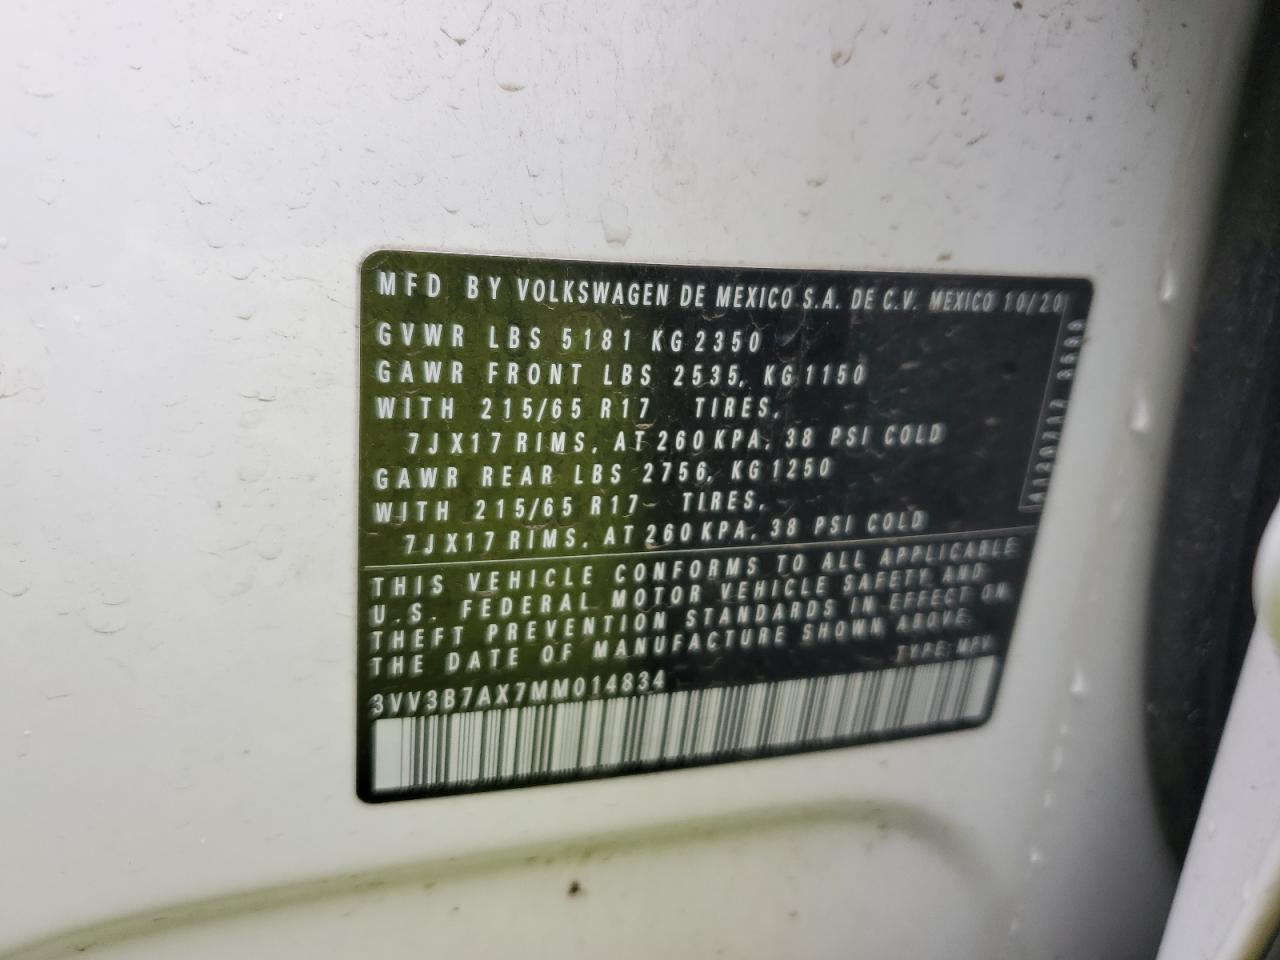 MFD BY VOLKSWAGEN DE MEXICO S.A. DE C.V. MEXICO 10/20
GVWR LBS 5181 KG 2350
GAWR FRONT LBS 2535, KG 1150
WITH 215/65 R17 TIRES,
7JX17 RIMS, AT 260 KPA, 38 PSI COLD
GAWR REAR LBS 2756, KG 1250
WITH 215/65 R17 TIRES,
7JX17 RIMS, AT 260 KPA, 38 PSI COLD
THIS VEHICLE CONFORMS TO ALL APPLICABLE
U.S. FEDERAL MOTOR VEHICLE SAFETY AND
THEFT PREVENTION STANDARDS IN EFFECT ON
THE DATE OF MANUFACTURE SHOWN ABOVE.
TYPE: MPV
3VV3B7AX7MM014834